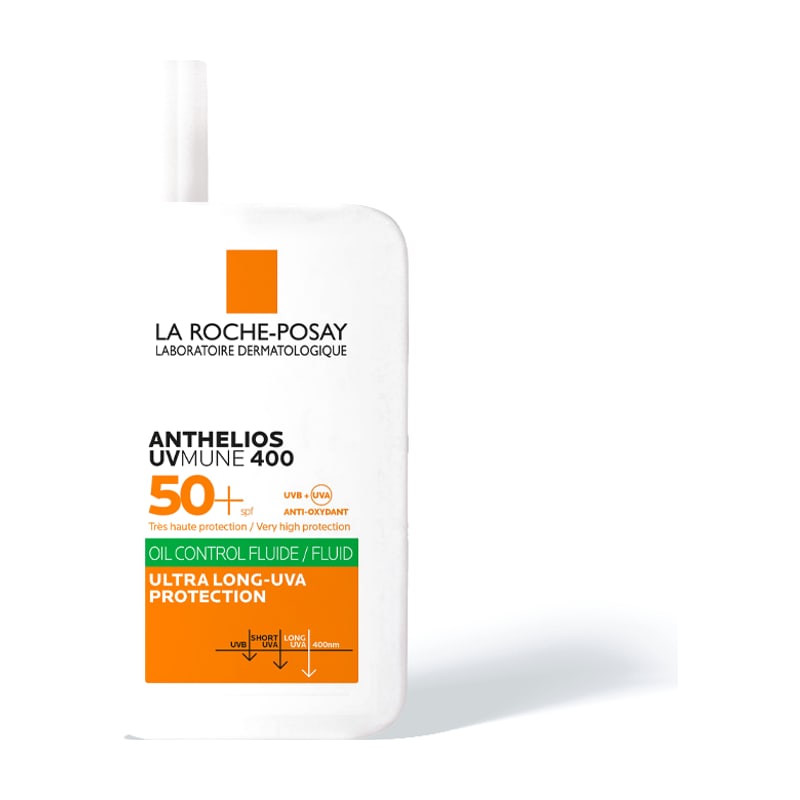 LA ROCHE-POSAY
LABORATOIRE DERMATOLOGIQUE
ANTHELIOS
UVMUNE 400
50+ spf
UVB + UVA
ANTI-OXYDANT
Très haute protection / Very high protection
OIL CONTROL FLUIDE / FLUID
ULTRA LONG-UVA
PROTECTION
UVB
SHORT UVA
LONG UVA
400nm